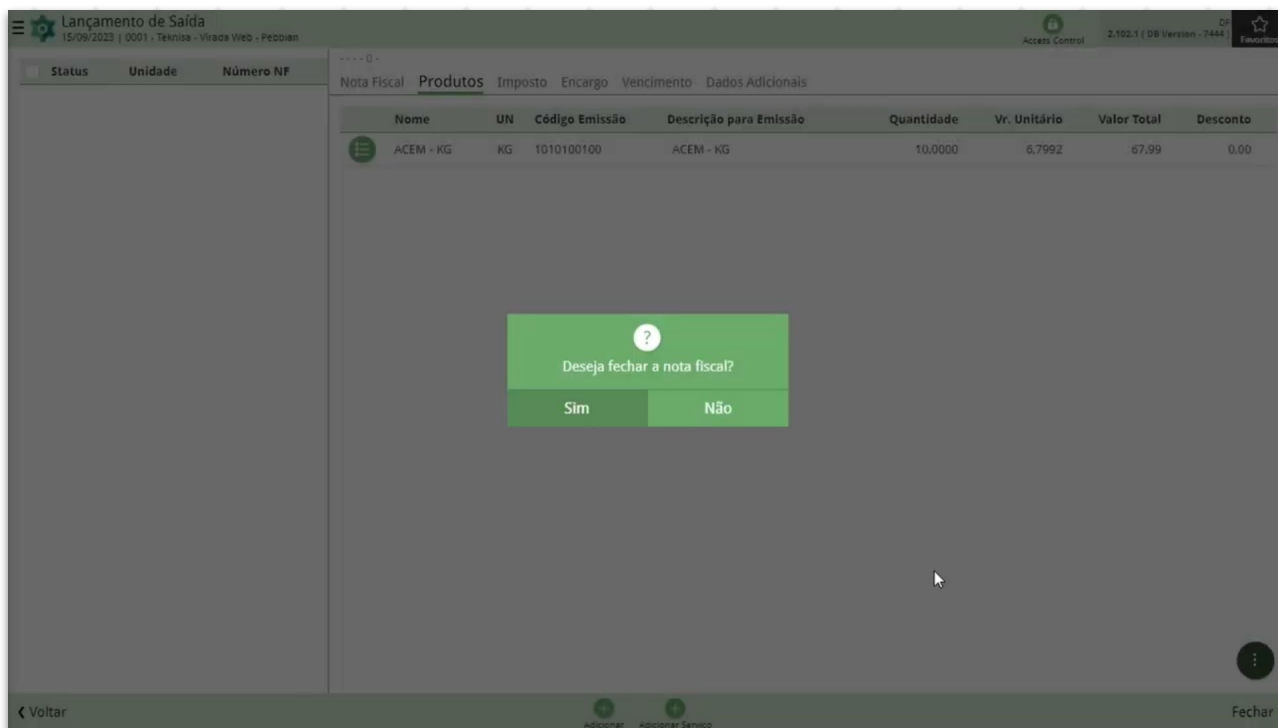 Lançamento de Saída
15/09/2023 | 0001 - Teknisa - Virada Web - Pebbian
Access Control
2.102.1 ( DB Version - 7444 )
Favoritos
Status Unidade Número NF
- - - - 0 -
Nota Fiscal Produtos Imposto Encargo Vencimento Dados Adicionais
Nome UN Código Emissão Descrição para Emissão Quantidade Vr. Unitário Valor Total Desconto
ACEM - KG KG 1010100100 ACEM - KG 10.0000 6.7992 67.99 0.00
?
Deseja fechar a nota fiscal?
Sim Não
Voltar
Adicionar Adicionar Serviço
Fechar